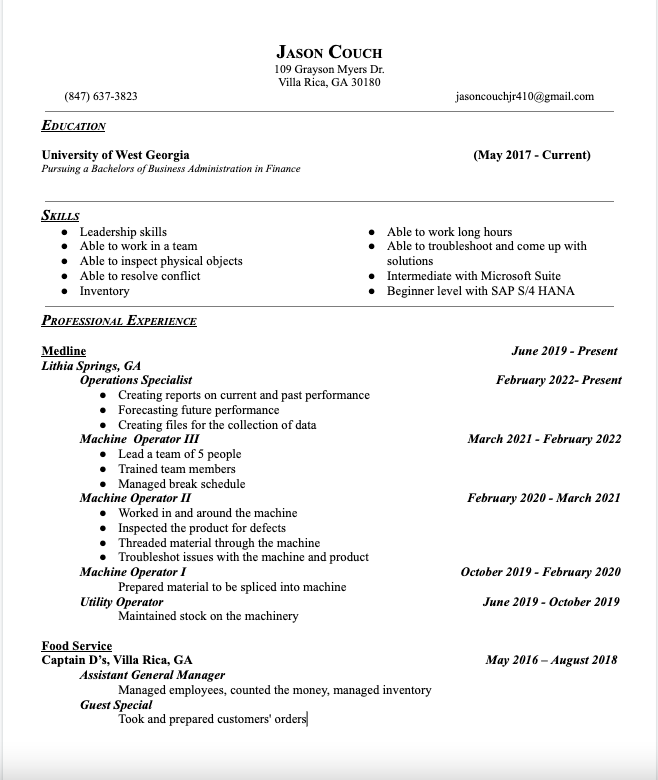 JASON COUCH
109 Grayson Myers Dr.
Villa Rica, GA 30180
(847) 637-3823 jasoncouchjr410@gmail.com
EDUCATION
University of West Georgia (May 2017 - Current)
Pursuing a Bachelors of Business Administration in Finance
SKILLS
● Leadership skills
● Able to work in a team
● Able to inspect physical objects
● Able to resolve conflict
● Inventory
● Able to work long hours
● Able to troubleshoot and come up with
solutions
● Intermediate with Microsoft Suite
● Beginner level with SAP S/4 HANA
PROFESSIONAL EXPERIENCE
Medline June 2019 - Present
Lithia Springs, GA
Operations Specialist February 2022- Present
● Creating reports on current and past performance
● Forecasting future performance
● Creating files for the collection of data
Machine Operator III March 2021 - February 2022
● Lead a team of 5 people
● Trained team members
● Managed break schedule
Machine Operator II February 2020 - March 2021
● Worked in and around the machine
● Inspected the product for defects
● Threaded material through the machine
● Troubleshot issues with the machine and product
Machine Operator I October 2019 - February 2020
Prepared material to be spliced into machine
Utility Operator June 2019 - October 2019
Maintained stock on the machinery
Food Service
Captain D's, Villa Rica, GA May 2016 – August 2018
Assistant General Manager
Managed employees, counted the money, managed inventory
Guest Special
Took and prepared customers' orders